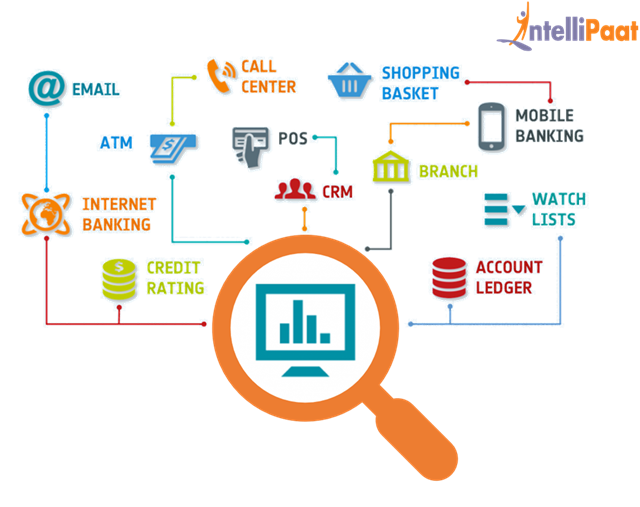 IntelliPaat
CALL
CENTER
SHOPPING
BASKET
@ EMAIL
MOBILE
BANKING
ATM
$
POS
BRANCH
CRM
INTERNET
BANKING
WATCH
LISTS
$
CREDIT
RATING
ACCOUNT
LEDGER